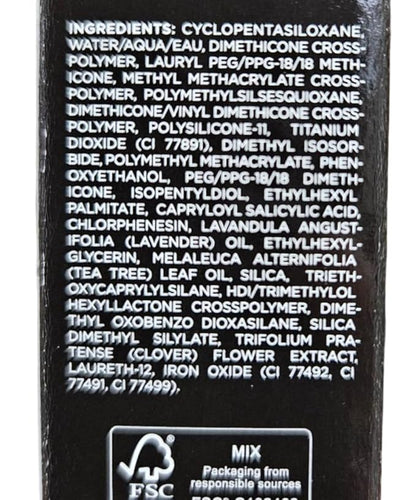 INGREDIENTS: CYCLOPENTASILOXANE,
WATER/AQUA/EAU, DIMETHICONE CROSS-
POLYMER, LAURYL PEG/PPG-18/18 METH-
ICONE, METHYL METHACRYLATE CROSS-
POLYMER, POLYMETHYLSILSESQUIOXANE,
DIMETHICONE/VINYL DIMETHICONE CROSS-
POLYMER, POLYSILICONE-11, TITANIUM
DIOXIDE (CI 77891), DIMETHYL ISOSOR-
BIDE, POLYMETHYL METHACRYLATE, PHEN-
OXYETHANOL, PEG/PPG-18/18 DIMETH-
ICONE, ISOPENTYLDIOL, ETHYLHEXYL
PALMITATE, CAPRYLOYL SALICYLIC ACID,
CHLORPHENESIN, LAVANDULA ANGUST-
IFOLIA (LAVENDER) OIL, ETHYLHEXYL-
GLYCERIN, MELALEUCA ALTERNIFOLIA
(TEA TREE) LEAF OIL, SILICA, TRIETH-
OXYCAPRYLYLSILANE, HDI/TRIMETHYLOL
HEXYLLACTONE CROSSPOLYMER, DIME-
THYL OXOBENZO DIOXASILANE, SILICA
DIMETHYL SILYLATE, TRIFOLIUM PRA-
TENSE (CLOVER) FLOWER EXTRACT,
LAURETH-12, IRON OXIDE (CI 77492, CI
77491, CI 77499).
FSC
MIX
Packaging from
responsible sources